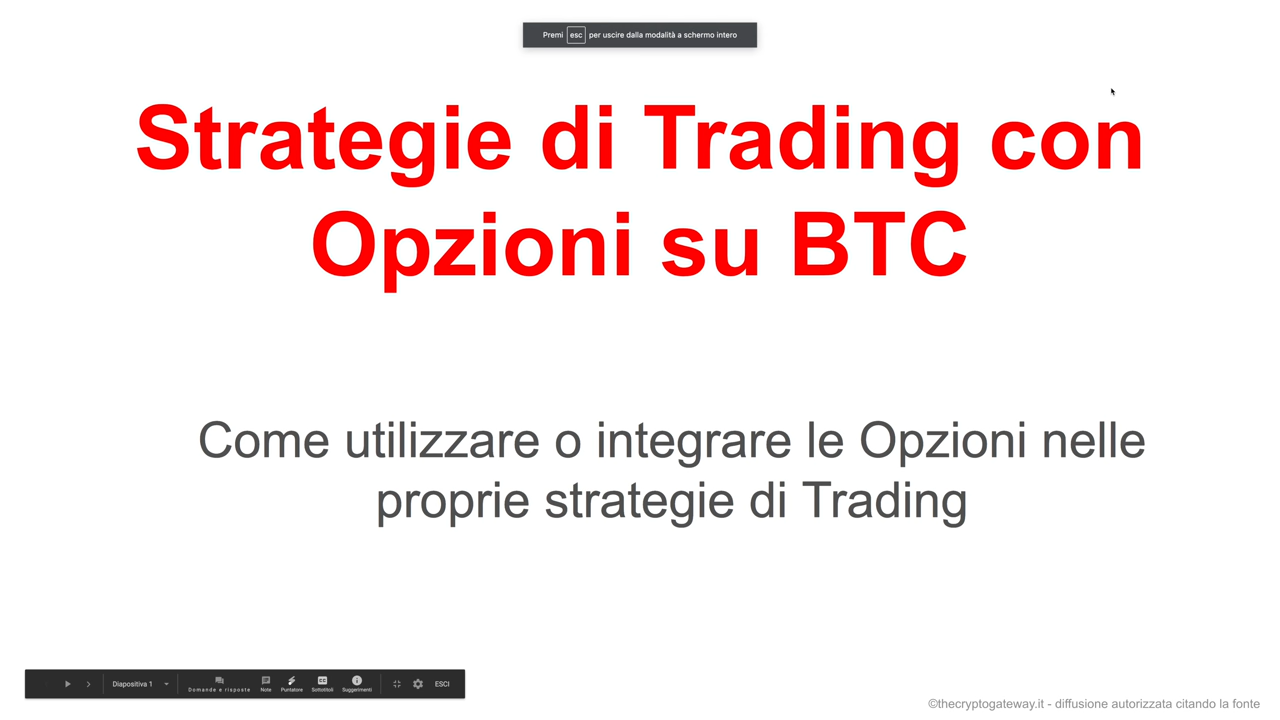 Premi esc per uscire dalla modalità a schermo intero
Strategie di Trading con
Opzioni su BTC
Come utilizzare o integrare le Opzioni nelle
proprie strategie di Trading
Diapositiva 1
Domande e risposte
Note
Puntatore
Sottotitoli
Suggerimenti
ESCI
©thecryptogateway.it - diffusione autorizzata citando la fonte